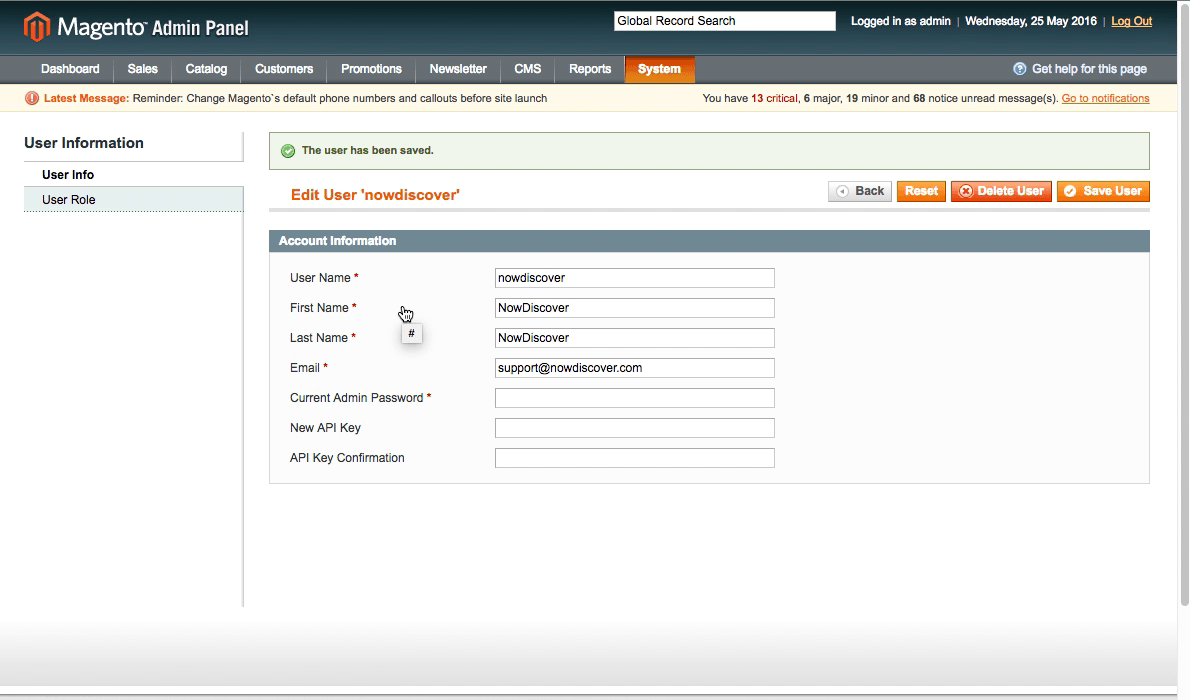 Magento Admin Panel
Global Record Search
Logged in as admin | Wednesday, 25 May 2016 | Log Out
Dashboard Sales Catalog Customers Promotions Newsletter CMS Reports System Get help for this page
Latest Message: Reminder: Change Magento`s default phone numbers and callouts before site launch
You have 13 critical, 6 major, 19 minor and 68 notice unread message(s). Go to notifications
User Information
User Info
User Role
The user has been saved.
Edit User 'nowdiscover'
Back Reset Delete User Save User
Account Information
User Name * nowdiscover
First Name * NowDiscover
#
Last Name * NowDiscover
Email * support@nowdiscover.com
Current Admin Password *
New API Key
API Key Confirmation